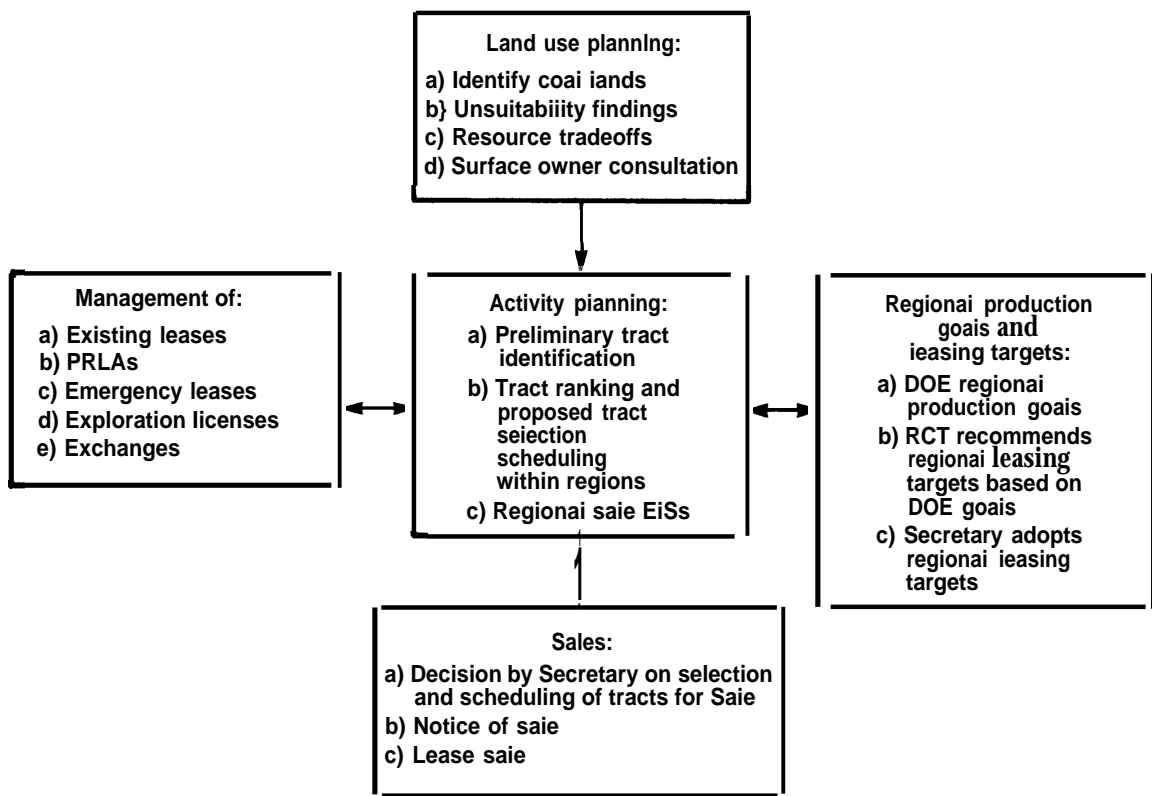 Land use planning:
a) Identify coai iands
b} Unsuitabiiity findings
c) Resource tradeoffs
d) Surface owner consultation
Management of:
a) Existing leases
b) PRLAs
c) Emergency leases
d) Exploration licenses
e) Exchanges
Activity planning:
a) Preliminary tract
identification
b) Tract ranking and
proposed tract
seiection
scheduling
within regions
c) Regionai saie EiSs
Regionai production
goais and
ieasing targets:
a) DOE regionai
production goals
b) RCT recommends
regionai leasing
targets based on
DOE goais
c) Secretary adopts
regionai ieasing
targets
Sales:
a) Decision by Secretary on selection
and scheduling of tracts for Saie
b) Notice of saie
c) Lease saie